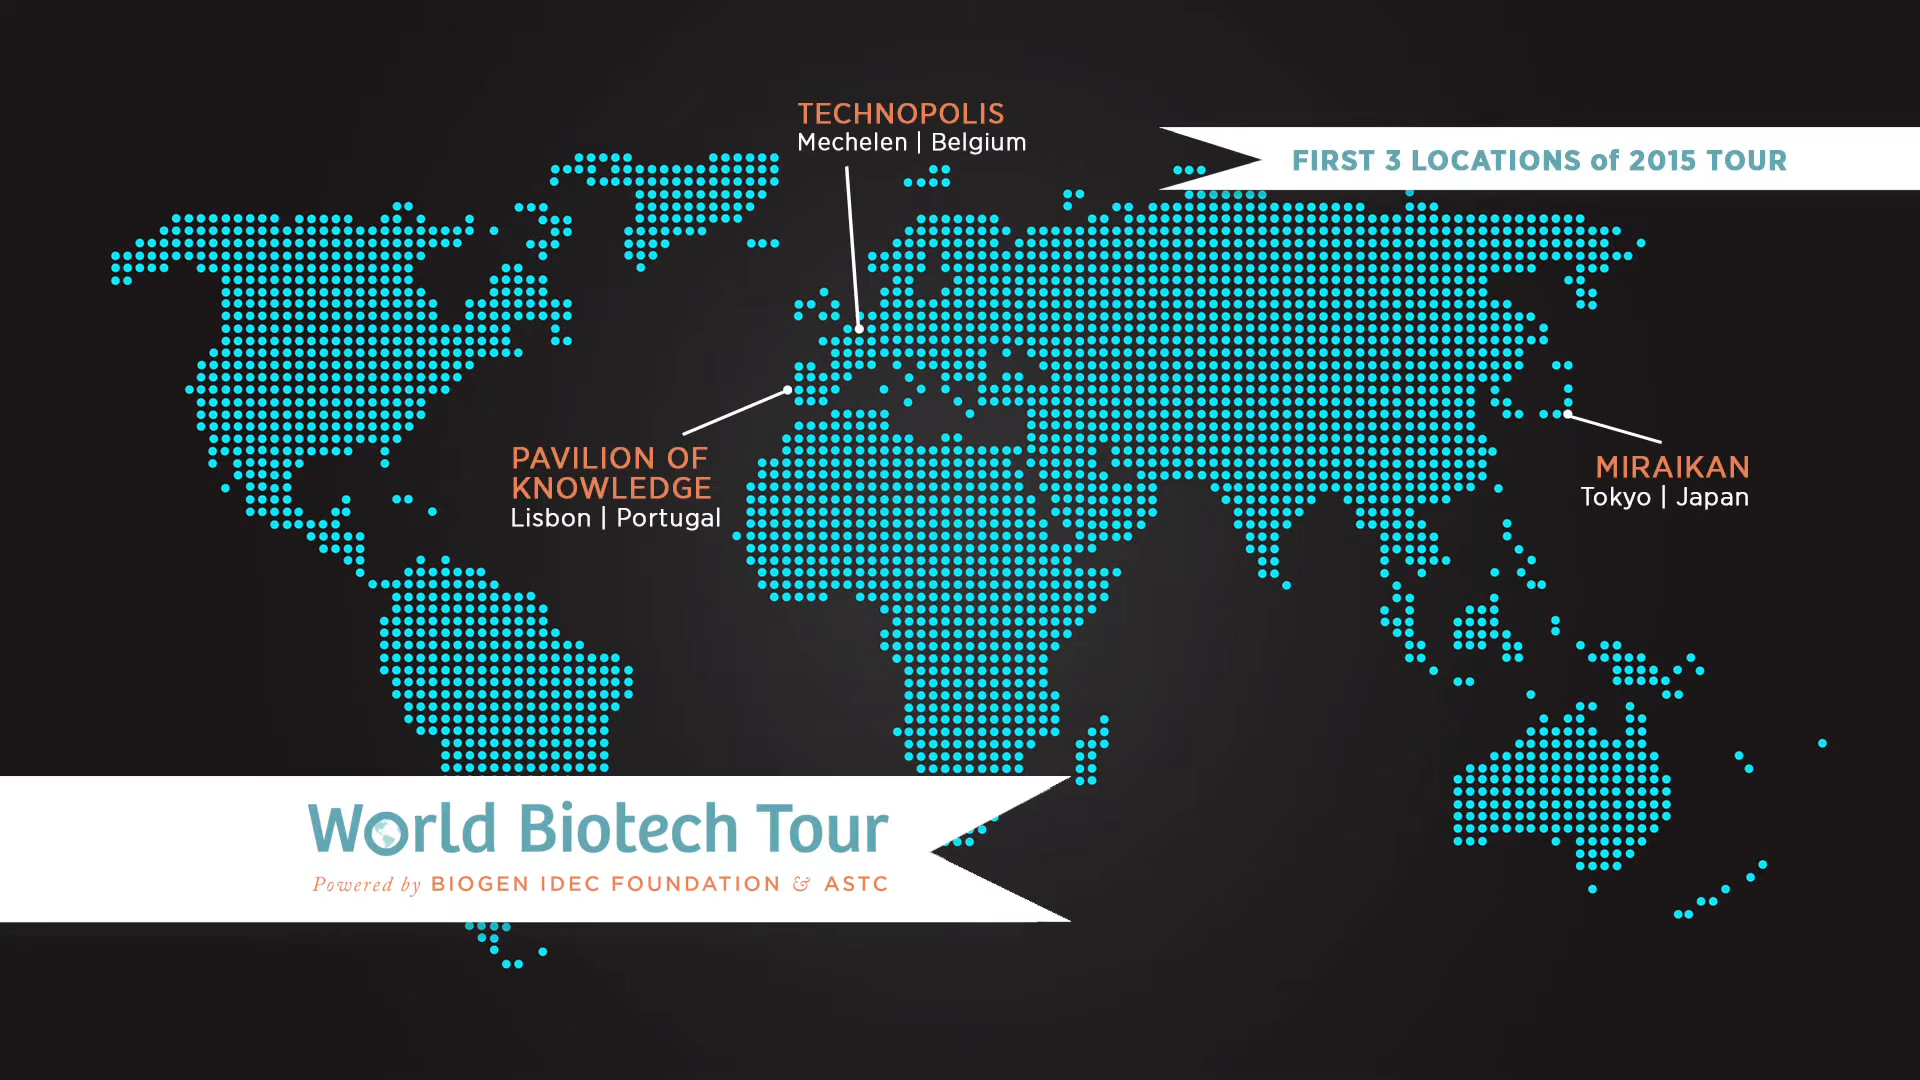 TECHNOPOLIS
Mechelen | Belgium
FIRST 3 LOCATIONS of 2015 TOUR
PAVILION OF
KNOWLEDGE
Lisbon | Portugal
MIRAIKAN
Tokyo | Japan
World Biotech Tour
Powered by BIOGEN IDEC FOUNDATION & ASTC